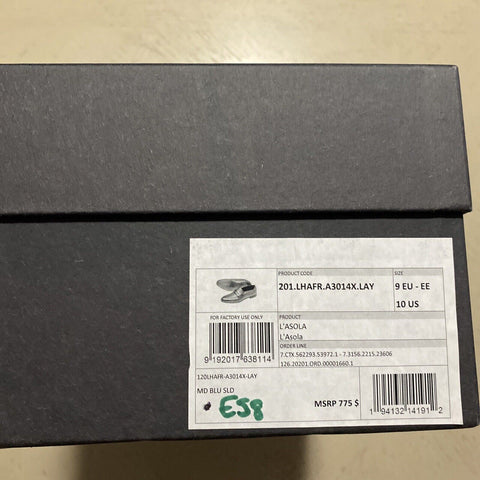 PRODUCT CODE
201.LHAFR.A3014X.LAY
SIZE
9 EU - EE
10 US
FOR FACTORY USE ONLY
9 192017 638114
PRODUCT
L'ASOLA
L'Asola
ORDER LINE
7.CTX.562293.53972.1 - 7.3156.2215.23606
126.20201.ORD.00001660.1
120LHAFR-A3014X-LAY
MD BLU SLD
E58
MSRP 775 $
1 94132 14191 2